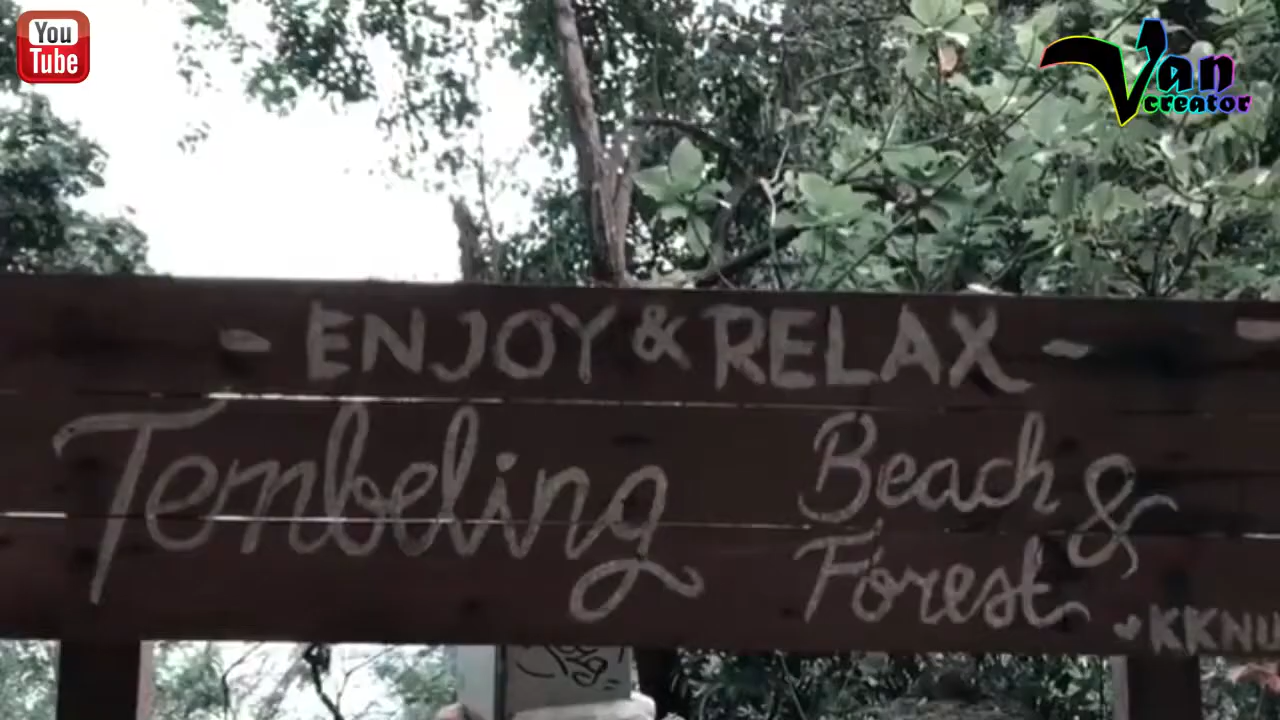 You
Tube
Van
creator
- ENJOY & RELAX -
Tembeling Beach &
Forest
♥KKNU